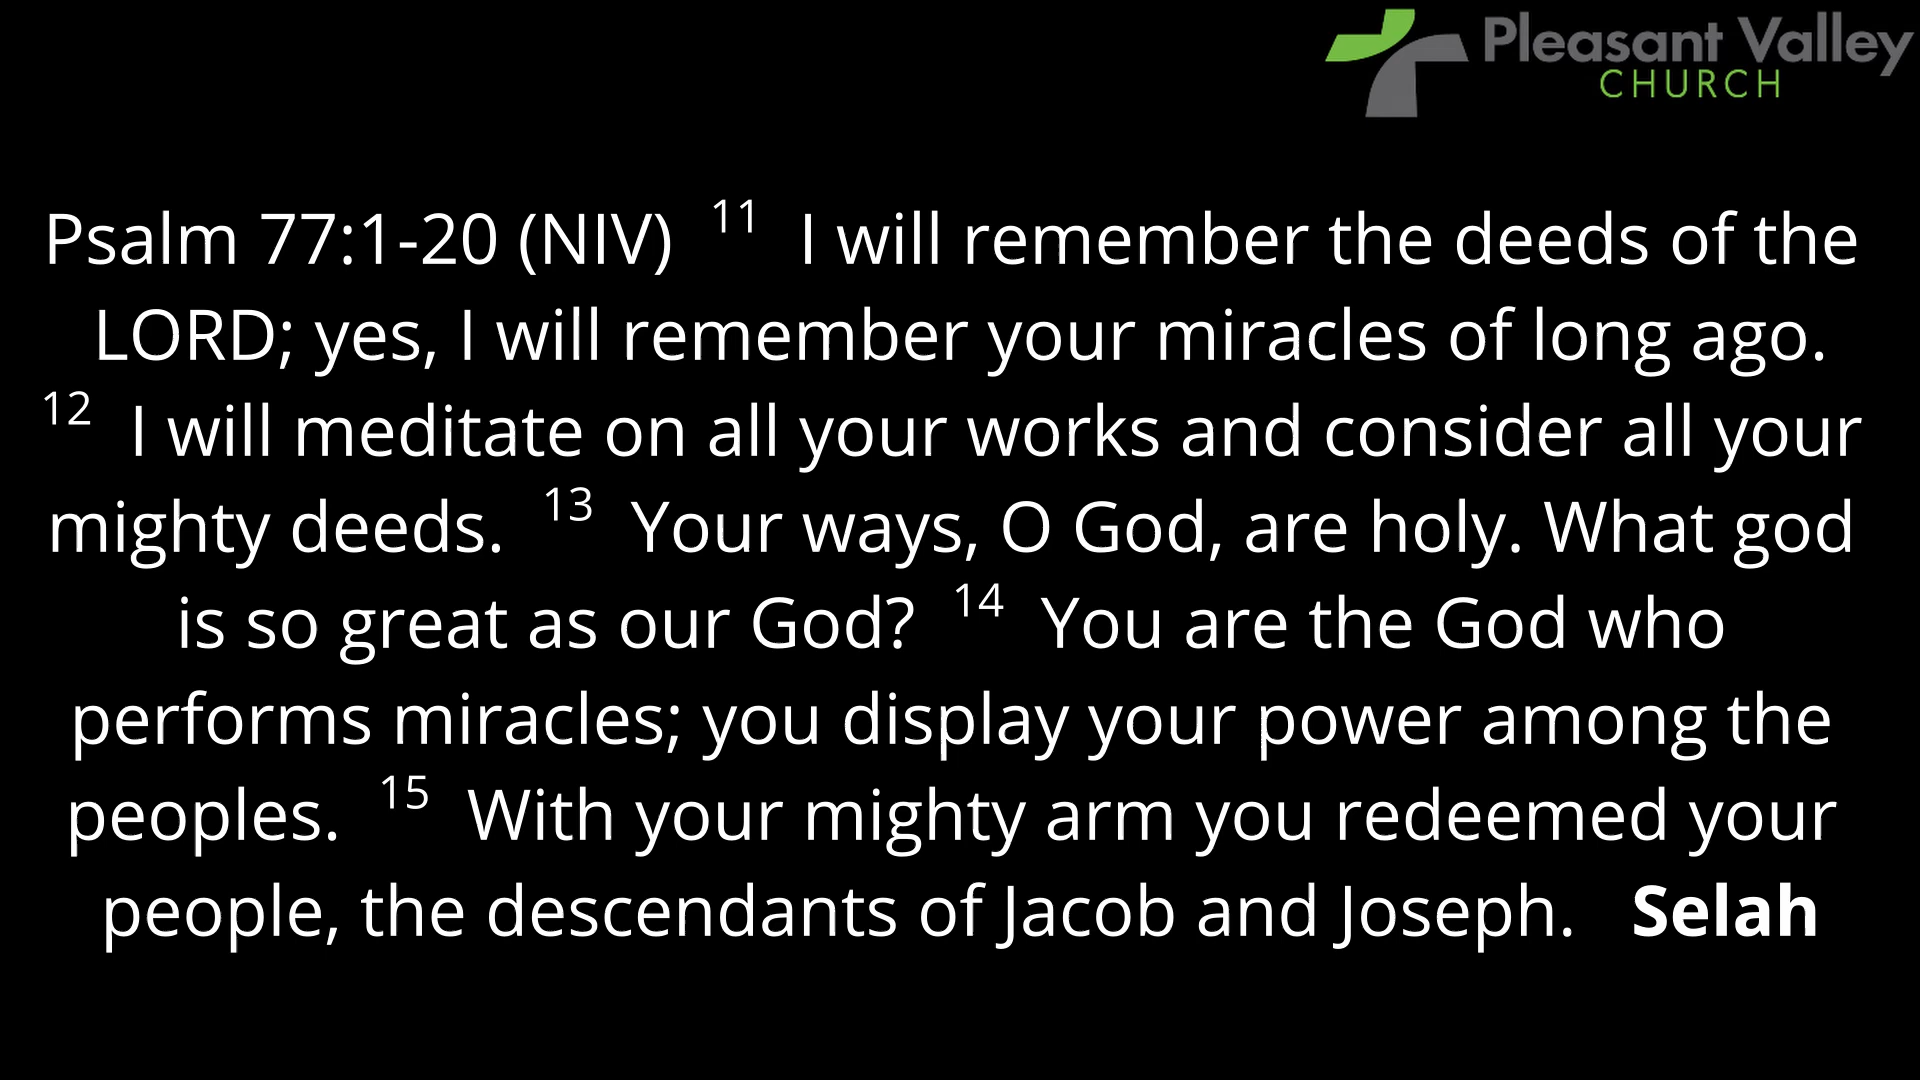 Pleasant Valley
CHURCH
Psalm 77:1-20 (NIV) 11 I will remember the deeds of the
LORD; yes, I will remember your miracles of long ago.
12 I will meditate on all your works and consider all your
mighty deeds. 13 Your ways, O God, are holy. What god
is so great as our God? 14 You are the God who
performs miracles; you display your power among the
peoples. 15 With your mighty arm you redeemed your
people, the descendants of Jacob and Joseph. Selah